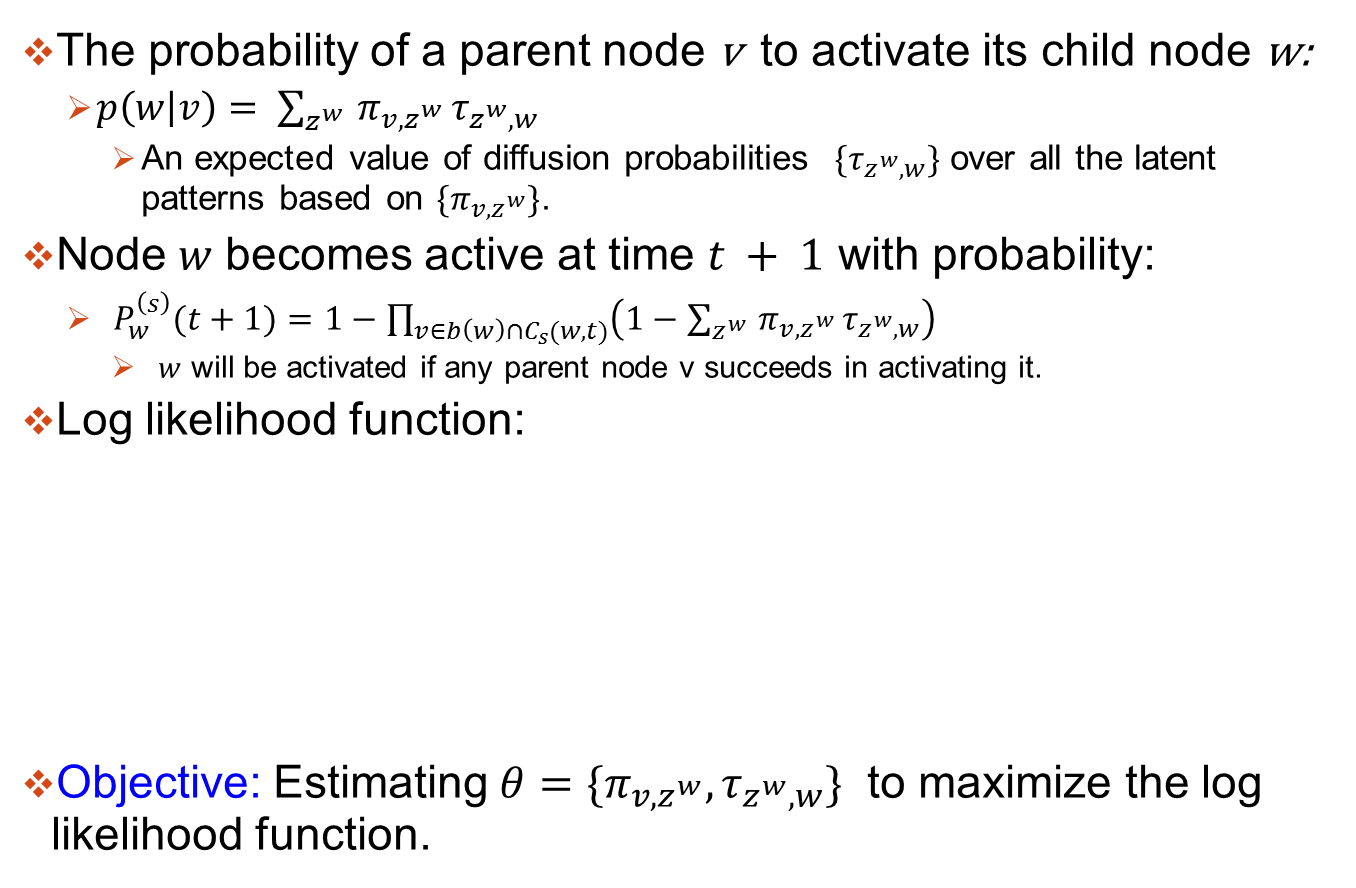 ❖The probability of a parent node v to activate its child node w:
➢p(w|v) = ∑_{z^w} π_{v,z^w} τ_{z^w,w}
➢An expected value of diffusion probabilities {τ_{z^w,w}} over all the latent
patterns based on {π_{v,z^w}}.
❖Node w becomes active at time t + 1 with probability:
➢ P_w^{(s)}(t + 1) = 1 − ∏_{v∈b(w)∩C_s(w,t)}(1 − ∑_{z^w} π_{v,z^w} τ_{z^w,w})
➢ w will be activated if any parent node v succeeds in activating it.
❖Log likelihood function:
❖Objective: Estimating θ = {π_{v,z^w}, τ_{z^w,w}} to maximize the log
likelihood function.